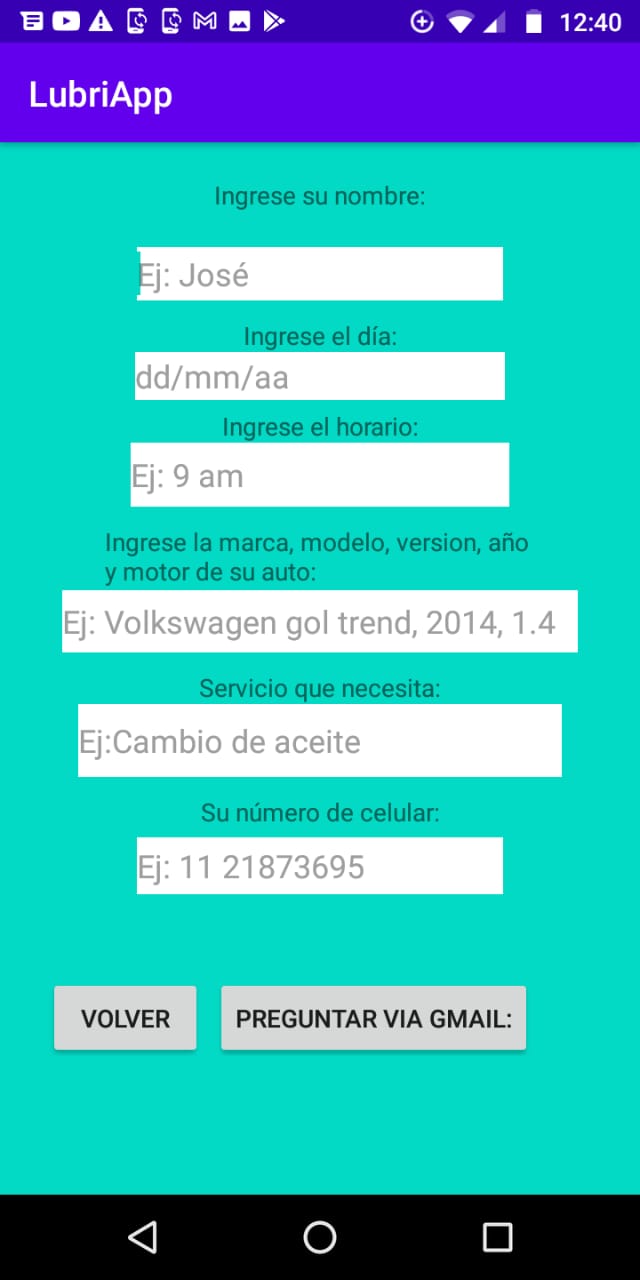 12:40
LubriApp
Ingrese su nombre:
Ej: José
Ingrese el día:
dd/mm/aa
Ingrese el horario:
Ej: 9 am
Ingrese la marca, modelo, version, año
y motor de su auto:
Ej: Volkswagen gol trend, 2014, 1.4
Servicio que necesita:
Ej:Cambio de aceite
Su número de celular:
Ej: 11 21873695
VOLVER
PREGUNTAR VIA GMAIL: